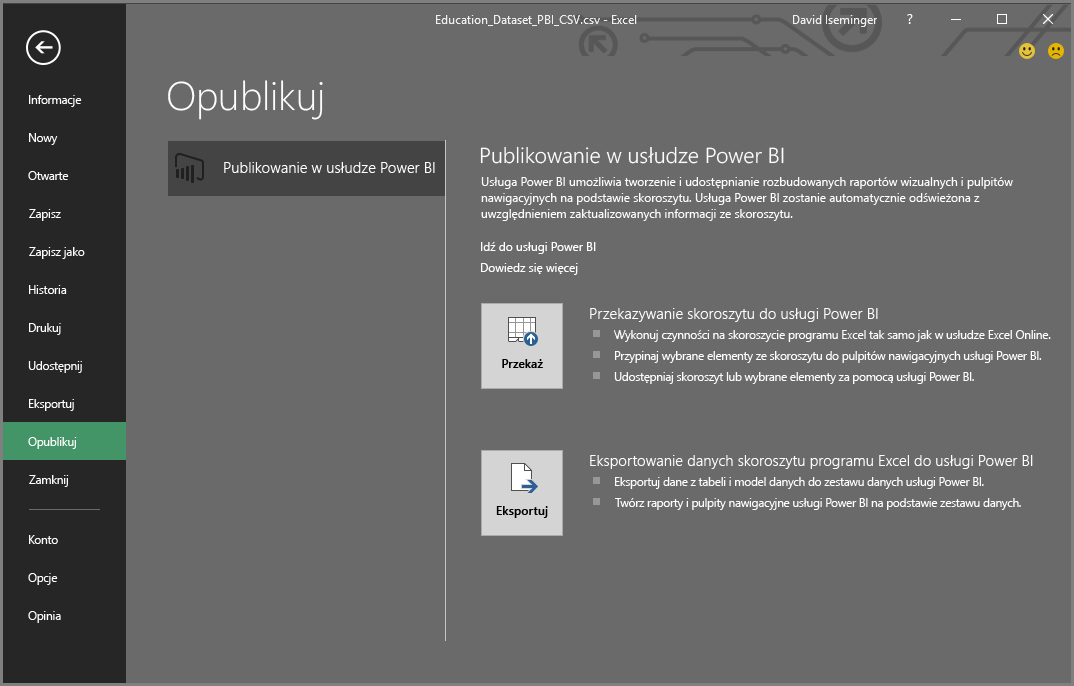 Education_Dataset_PBI_CSV.csv - Excel
David Iseminger
?
Informacje
Nowy
Otwarte
Zapisz
Zapisz jako
Historia
Drukuj
Udostępnij
Eksportuj
Opublikuj
Zamknij
Konto
Opcje
Opinia
Opublikuj
Publikowanie w usłudze Power BI
Publikowanie w usłudze Power BI
Usługa Power BI umożliwia tworzenie i udostępnianie rozbudowanych raportów wizualnych i pulpitów
nawigacyjnych na podstawie skoroszytu. Usługa Power BI zostanie automatycznie odświeżona z
uwzględnieniem zaktualizowanych informacji ze skoroszytu.
Idź do usługi Power BI
Dowiedz się więcej
Przekaż
Przekazywanie skoroszytu do usługi Power BI
Wykonuj czynności na skoroszycie programu Excel tak samo jak w usłudze Excel Online.
Przypinaj wybrane elementy ze skoroszytu do pulpitów nawigacyjnych usługi Power BI.
Udostępniaj skoroszyt lub wybrane elementy za pomocą usługi Power BI.
Eksportuj
Eksportowanie danych skoroszytu programu Excel do usługi Power BI
Eksportuj dane z tabeli i model danych do zestawu danych usługi Power BI.
Twórz raporty i pulpity nawigacyjne usługi Power BI na podstawie zestawu danych.